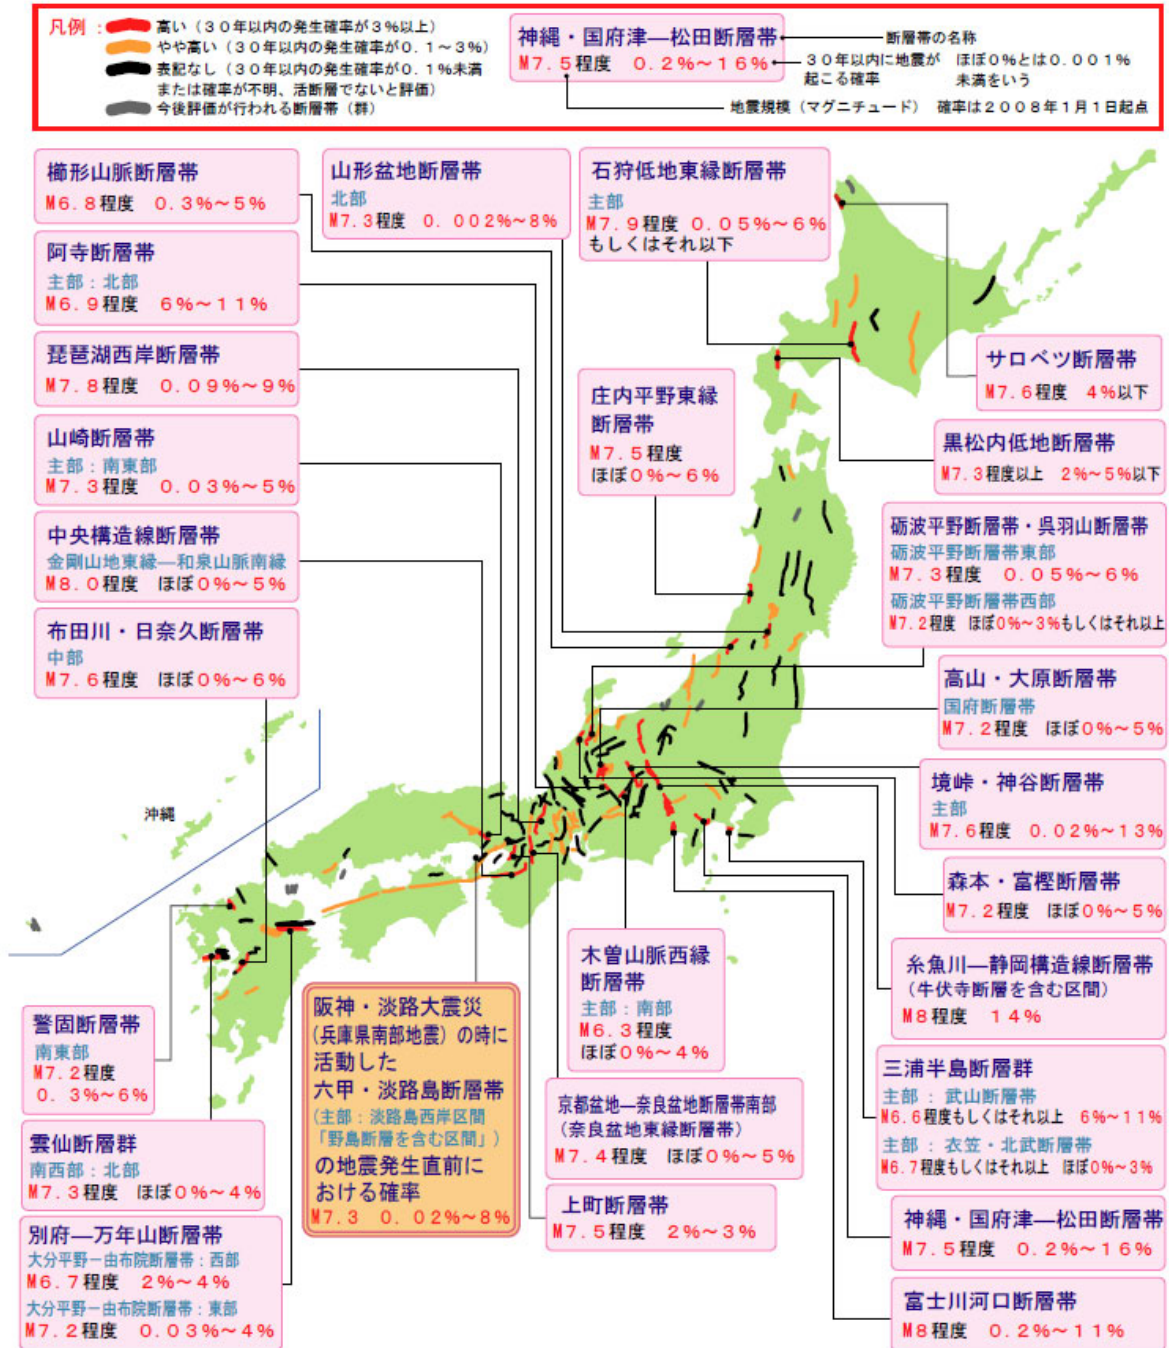 凡例：
高い（３０年以内の発生確率が３％以上）
やや高い（３０年以内の発生確率が０．１～３％）
表記なし（３０年以内の発生確率が０．１％未満
または確率が不明、活断層でないと評価）
今後評価が行われる断層帯（群）
神縄・国府津―松田断層帯
M７．５程度　０．２％～１６％
断層帯の名称
３０年以内に地震が
起こる確率
ほぼ０％とは０．００１％
未満をいう
地震規模（マグニチュード）　確率は２００８年１月１日起点
櫛形山脈断層帯
M６．８程度　０．３％～５％
山形盆地断層帯
北部
M７．３程度　０．００２％～８％
石狩低地東縁断層帯
主部
M７．９程度　０．０５％～６％
もしくはそれ以下
阿寺断層帯
主部：北部
M６．９程度　６％～１１％
琵琶湖西岸断層帯
M７．８程度　０．０９％～９％
山崎断層帯
主部：南東部
M７．３程度　０．０３％～５％
中央構造線断層帯
金剛山地東縁―和泉山脈南縁
M８．０程度　ほぼ０％～５％
布田川・日奈久断層帯
中部
M７．６程度　ほぼ０％～６％
庄内平野東縁
断層帯
M７．５程度
ほぼ０％～６％
サロベツ断層帯
M７．６程度　４％以下
黒松内低地断層帯
M７．３程度以上　２％～５％以下
砺波平野断層帯・呉羽山断層帯
砺波平野断層帯東部
M７．３程度　０．０５％～６％
砺波平野断層帯西部
M７．２程度　ほぼ０％～３％もしくはそれ以上
高山・大原断層帯
国府断層帯
M７．２程度　ほぼ０％～５％
境峠・神谷断層帯
主部
M７．６程度　０．０２％～１３％
森本・富樫断層帯
M７．２程度　ほぼ０％～５％
糸魚川―静岡構造線断層帯
（牛伏寺断層を含む区間）
M８程度　１４％
三浦半島断層群
主部：武山断層帯
M６．６程度もしくはそれ以上　６％～１１％
主部：衣笠・北武断層帯
M６．７程度もしくはそれ以上　ほぼ０％～３％
神縄・国府津―松田断層帯
M７．５程度　０．２％～１６％
富士川河口断層帯
M８程度　０．２％～１１％
沖縄
木曽山脈西縁
断層帯
主部：南部
M６．３程度
ほぼ０％～４％
京都盆地―奈良盆地断層帯南部
（奈良盆地東縁断層帯）
M７．４程度　ほぼ０％～５％
上町断層帯
M７．５程度　２％～３％
阪神・淡路大震災
（兵庫県南部地震）の時に
活動した
六甲・淡路島断層帯
（主部：淡路島西岸区間
「野島断層を含む区間」）
の地震発生直前に
おける確率
M７．３　０．０２％～８％
警固断層帯
南東部
M７．２程度
０．３％～６％
雲仙断層群
南西部：北部
M７．３程度　ほぼ０％～４％
別府―万年山断層帯
大分平野－由布院断層帯：西部
M６．７程度　２％～４％
大分平野－由布院断層帯：東部
M７．２程度　０．０３％～４％